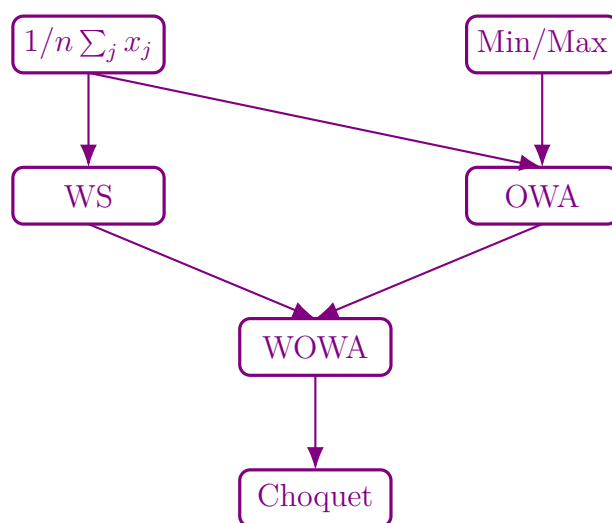 1/n ∑_j x_j
Min/Max
WS
OWA
WOWA
Choquet